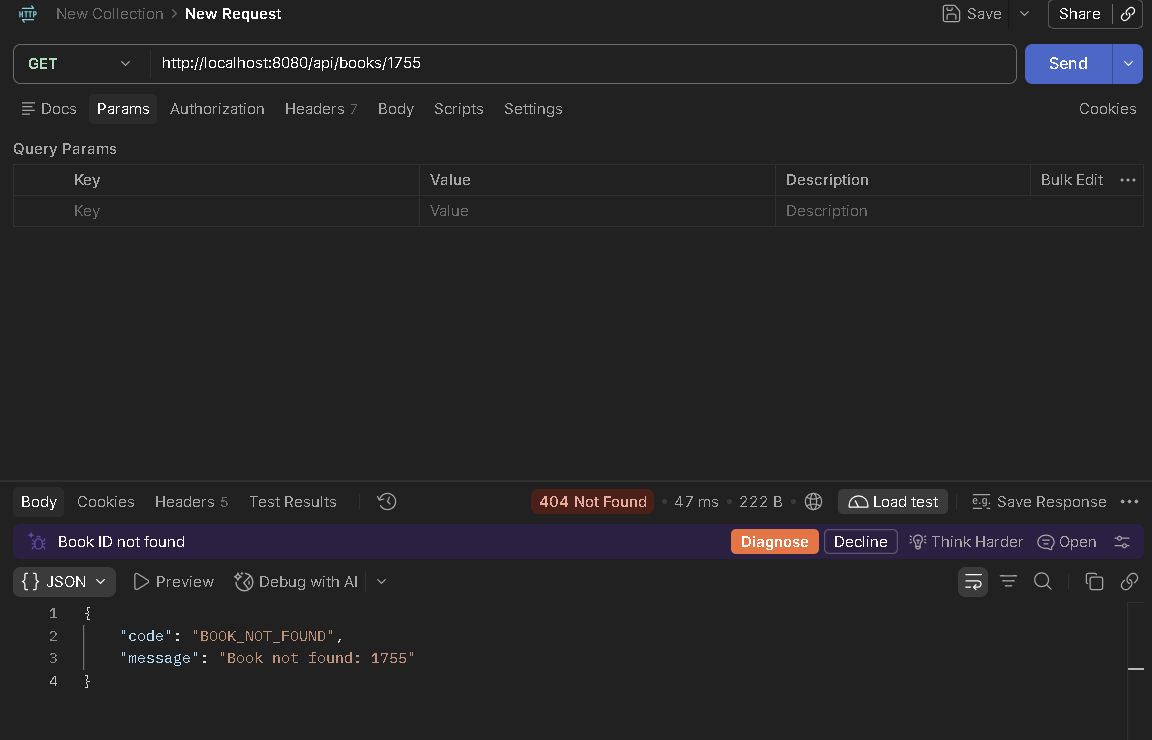 HTTP New Collection > New Request Save Share
GET http://localhost:8080/api/books/1755 Send
Docs Params Authorization Headers 7 Body Scripts Settings Cookies
Query Params
Key Value Description Bulk Edit
Key Value Description
Body Cookies Headers 5 Test Results 404 Not Found • 47 ms • 222 B • Load test e.g. Save Response
Book ID not found Diagnose Decline Think Harder Open
{} JSON Preview Debug with AI
1 {
2 "code": "BOOK_NOT_FOUND",
3 "message": "Book not found: 1755"
4 }